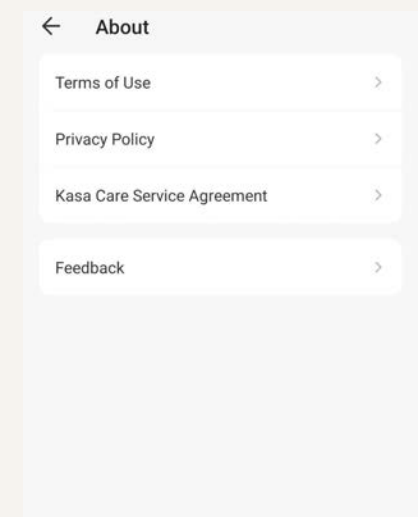 About
Terms of Use
Privacy Policy
Kasa Care Service Agreement
Feedback